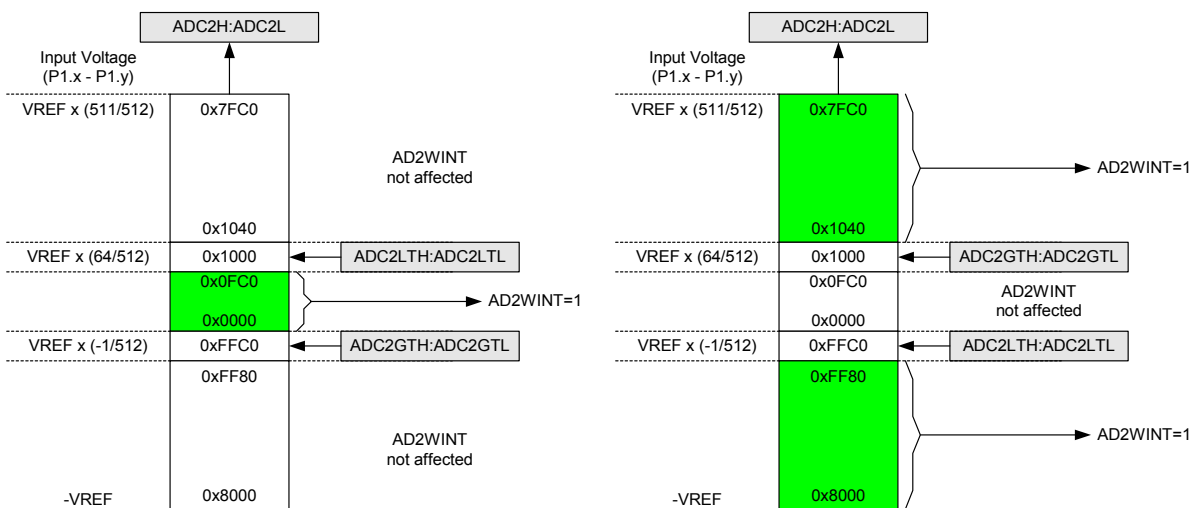 ADC2H:ADC2L
Input Voltage
(P1.x - P1.y)
VREF x (511/512)
0x7FC0
AD2WINT
not affected
0x1040
VREF x (64/512)
0x1000
ADC2LTH:ADC2LTL
0x0FC0
AD2WINT=1
0x0000
VREF x (-1/512)
0xFFC0
ADC2GTH:ADC2GTL
0xFF80
AD2WINT
not affected
-VREF
0x8000
ADC2H:ADC2L
Input Voltage
(P1.x - P1.y)
VREF x (511/512)
0x7FC0
AD2WINT=1
0x1040
VREF x (64/512)
0x1000
ADC2GTH:ADC2GTL
0x0FC0
AD2WINT
not affected
0x0000
VREF x (-1/512)
0xFFC0
ADC2LTH:ADC2LTL
0xFF80
AD2WINT=1
-VREF
0x8000